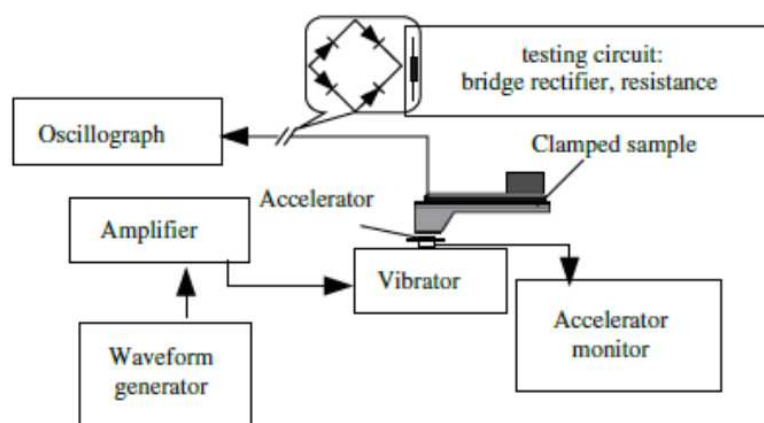 testing circuit:
bridge rectifier, resistance
Oscillograph
Clamped sample
Accelerator
Amplifier
Vibrator
Accelerator
monitor
Waveform
generator